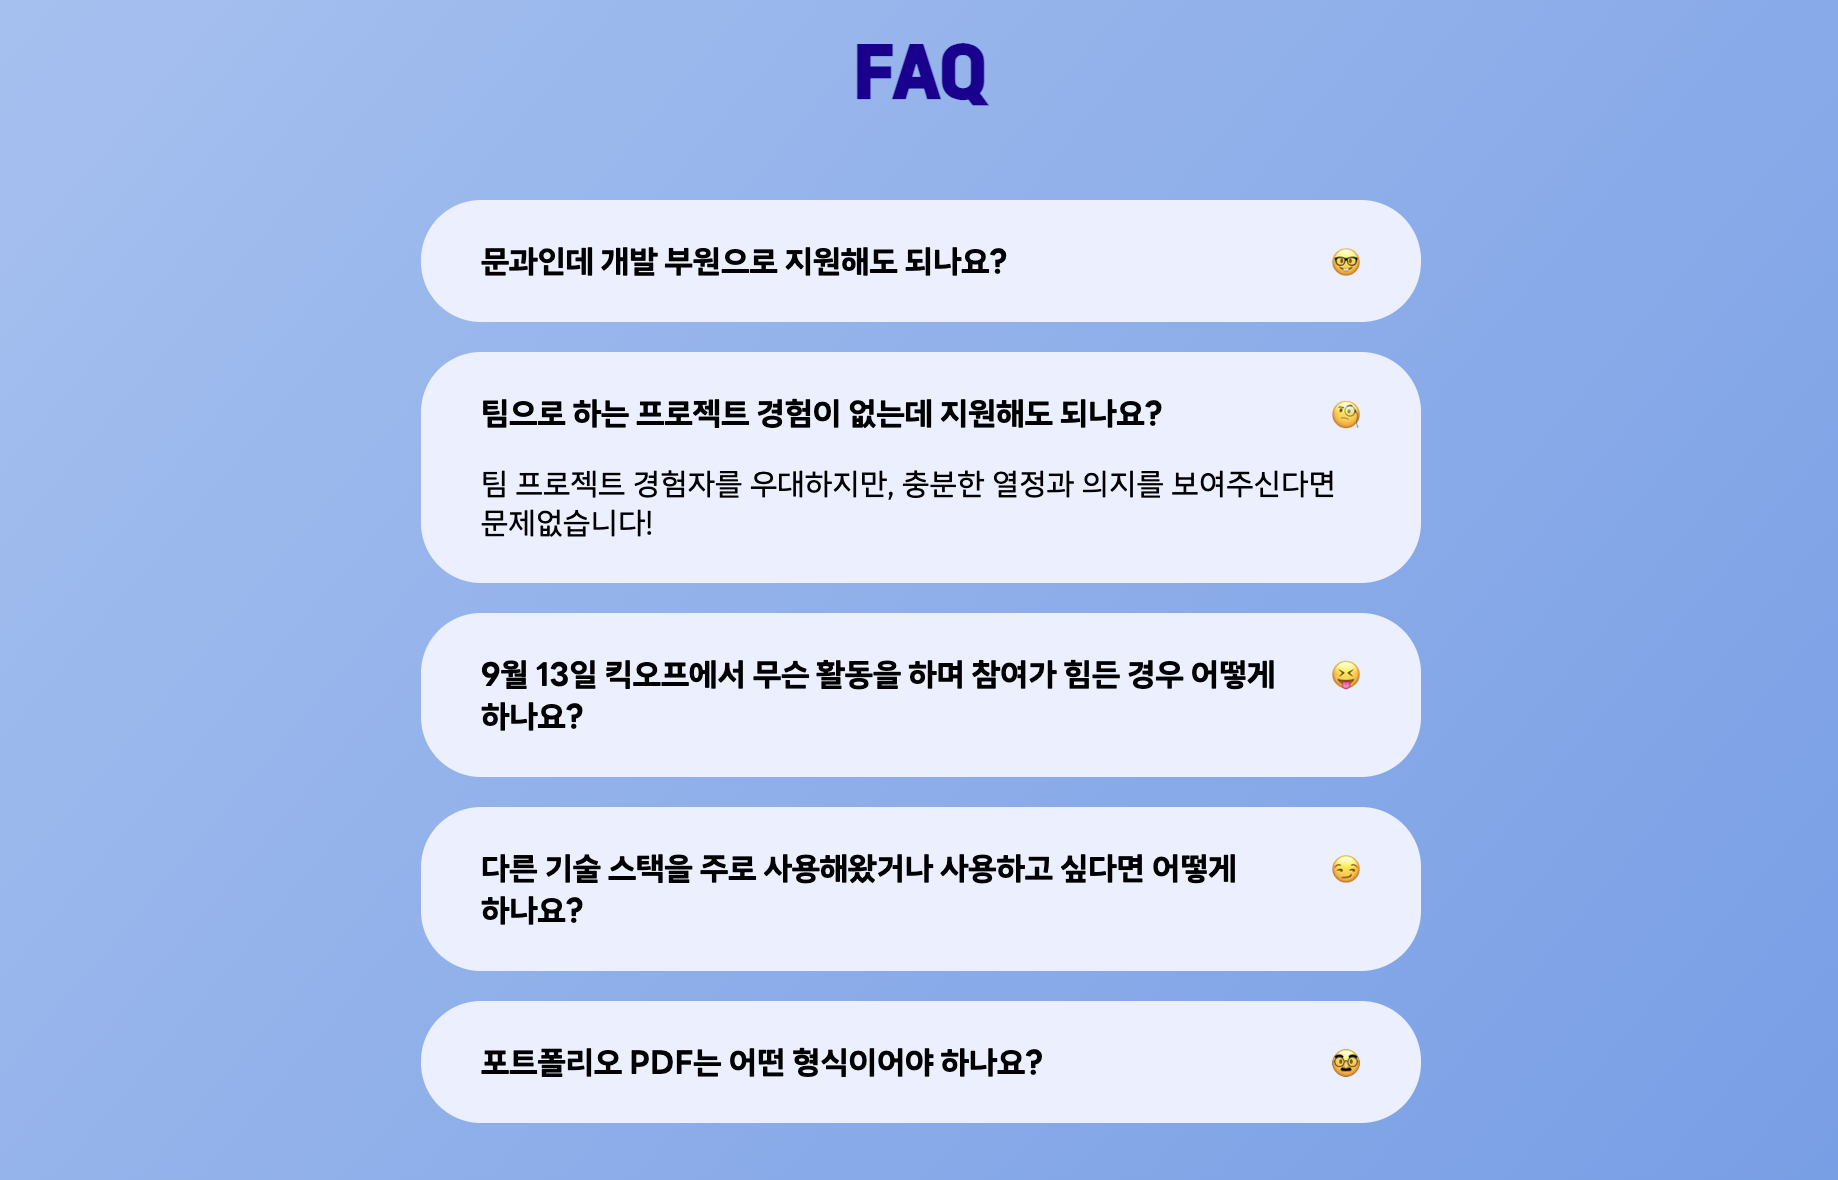 FAQ
문과인데 개발 부원으로 지원해도 되나요? 🤓
팀으로 하는 프로젝트 경험이 없는데 지원해도 되나요? 🧐
팀 프로젝트 경험자를 우대하지만, 충분한 열정과 의지를 보여주신다면
문제없습니다!
9월 13일 킥오프에서 무슨 활동을 하며 참여가 힘든 경우 어떻게 😝
하나요?
다른 기술 스택을 주로 사용해왔거나 사용하고 싶다면 어떻게 😏
하나요?
포트폴리오 PDF는 어떤 형식이어야 하나요? 🥸